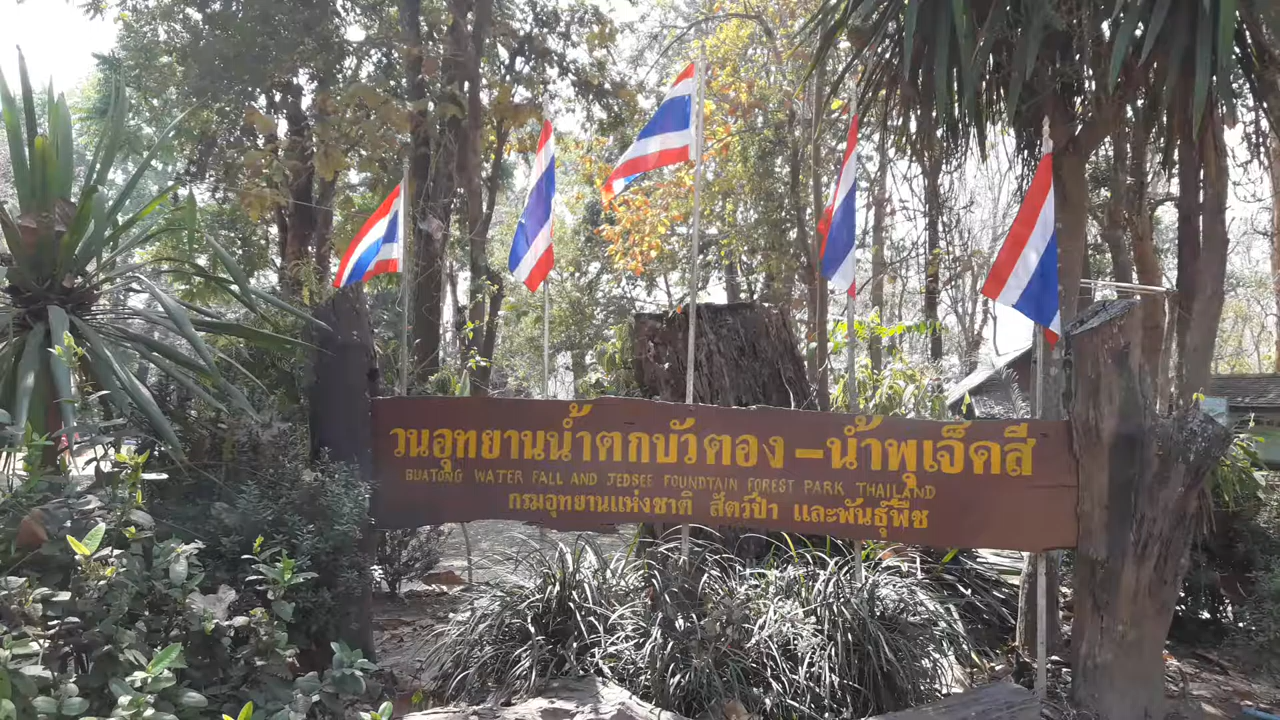 วนอุทยานน้ำตกบัวตอง – น้ำพุเจ็ดสี
BUATONG WATER FALL AND JEDSEE FOUNDTAIN FOREST PARK THAILAND
กรมอุทยานแห่งชาติ สัตว์ป่า และพันธุ์พืช